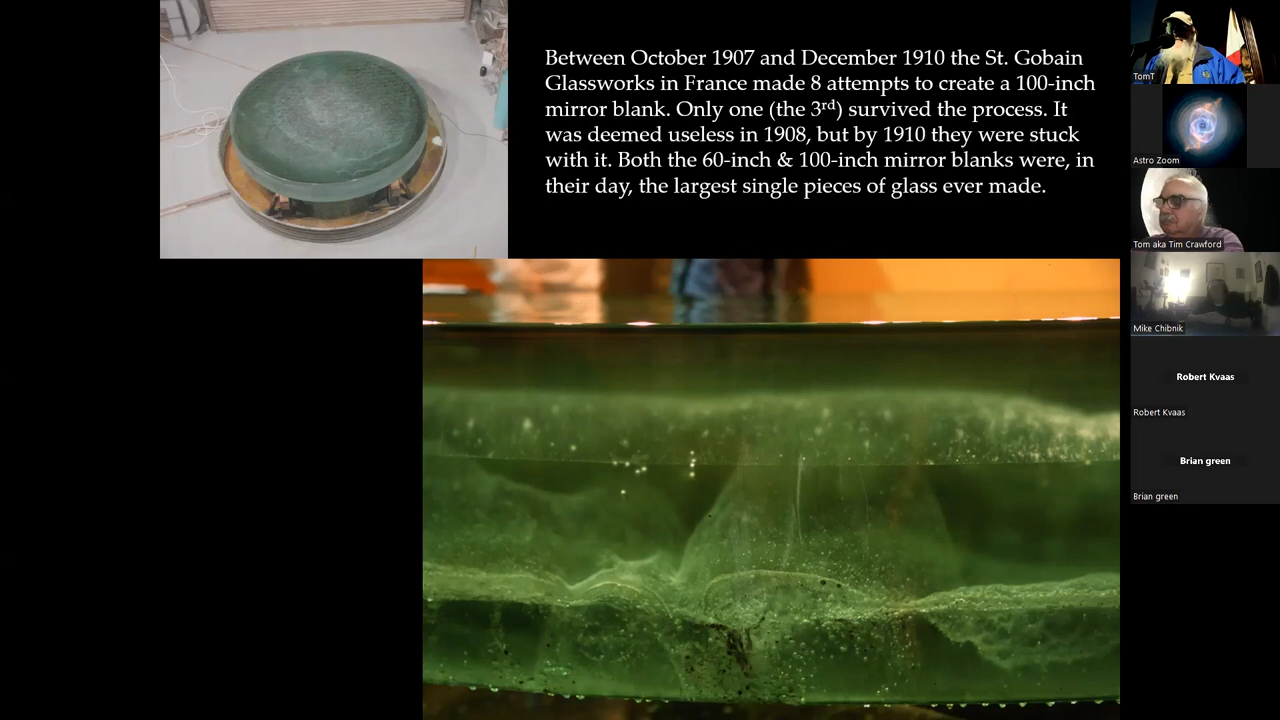 Between October 1907 and December 1910 the St. Gobain
Glassworks in France made 8 attempts to create a 100-inch
mirror blank. Only one (the 3rd) survived the process. It
was deemed useless in 1908, but by 1910 they were stuck
with it. Both the 60-inch & 100-inch mirror blanks were, in
their day, the largest single pieces of glass ever made.
TomT
Astro Zoom
Tom aka Tim Crawford
Mike Chibnik
Robert Kvaas
Robert Kvaas
Brian green
Brian green